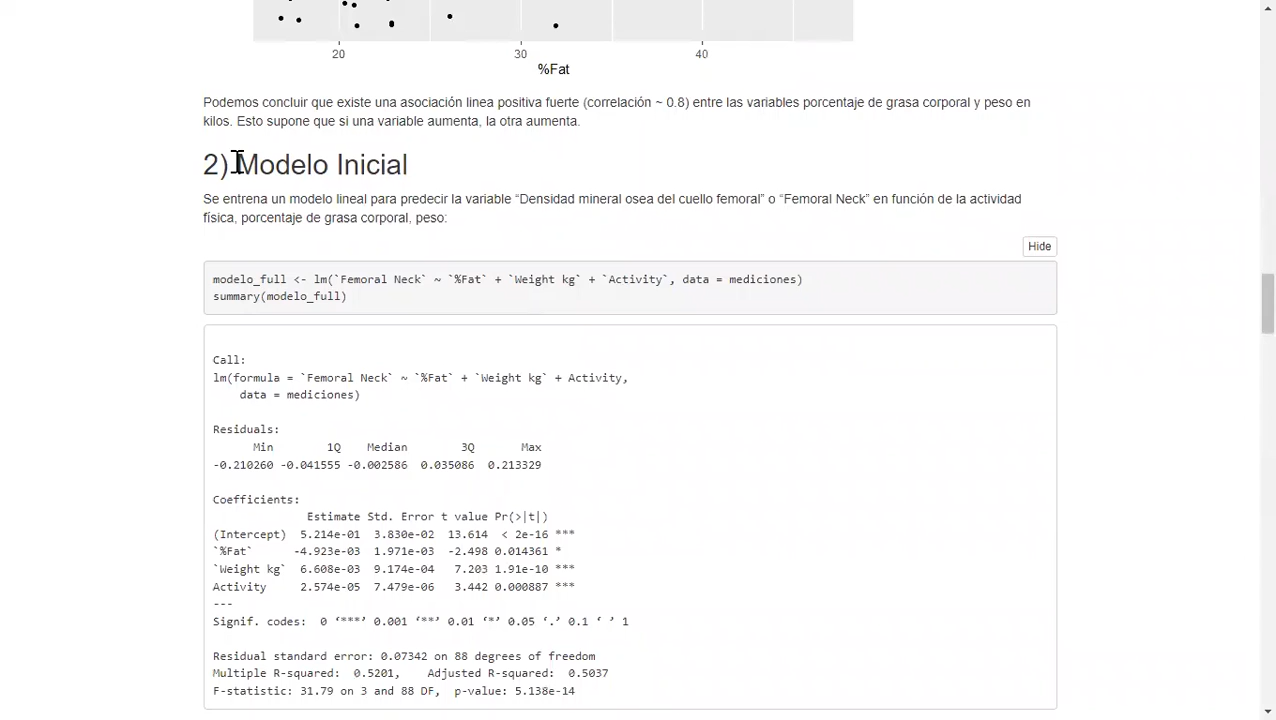 20 30 40
%Fat
Podemos concluir que existe una asociación linea positiva fuerte (correlación ~ 0.8) entre las variables porcentaje de grasa corporal y peso en
kilos. Esto supone que si una variable aumenta, la otra aumenta.
2) Modelo Inicial
Se entrena un modelo lineal para predecir la variable “Densidad mineral osea del cuello femoral” o “Femoral Neck” en función de la actividad
física, porcentaje de grasa corporal, peso:
Hide
modelo_full <- lm(`Femoral Neck` ~ `%Fat` + `Weight kg` + `Activity`, data = mediciones)
summary(modelo_full)
Call:
lm(formula = `Femoral Neck` ~ `%Fat` + `Weight kg` + Activity,
    data = mediciones)
Residuals:
      Min        1Q    Median        3Q       Max
-0.210260 -0.041555 -0.002586  0.035086  0.213329
Coefficients:
              Estimate Std. Error t value Pr(>|t|)
(Intercept)  5.214e-01  3.830e-02  13.614  < 2e-16 ***
`%Fat`      -4.923e-03  1.971e-03  -2.498 0.014361 *
`Weight kg`  6.608e-03  9.174e-04   7.203 1.91e-10 ***
Activity     2.574e-05  7.479e-06   3.442 0.000887 ***
---
Signif. codes:  0 ‘***’ 0.001 ‘**’ 0.01 ‘*’ 0.05 ‘.’ 0.1 ‘ ’ 1
Residual standard error: 0.07342 on 88 degrees of freedom
Multiple R-squared:  0.5201,    Adjusted R-squared:  0.5037
F-statistic: 31.79 on 3 and 88 DF,  p-value: 5.138e-14